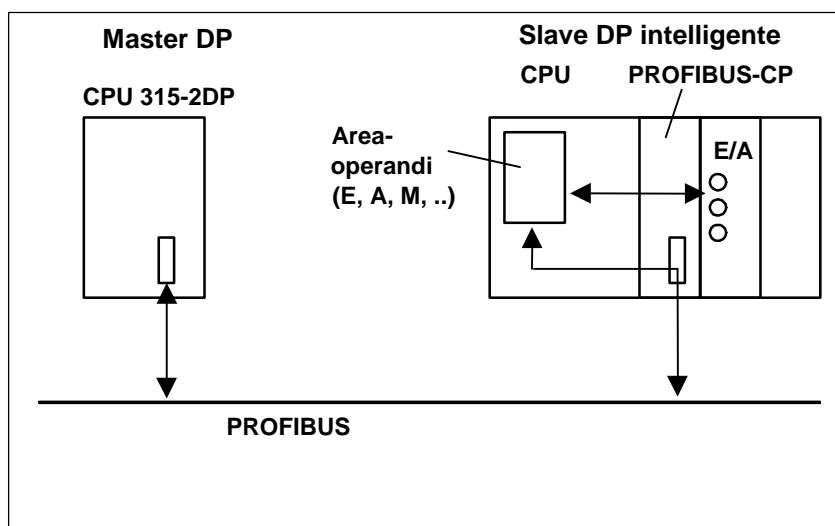 Master DP
CPU 315-2DP
Slave DP intelligente
CPU
PROFIBUS-CP
Area-
operandi
(E, A, M, ..)
E/A
PROFIBUS